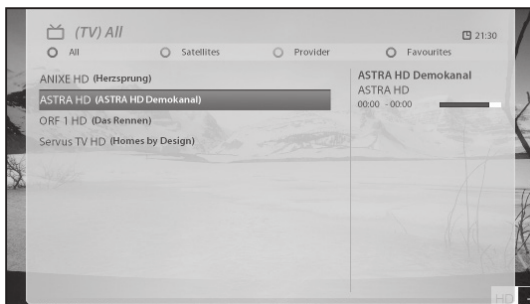 (TV) All
21:30
All Satellites Provider Favourites
ANIXE HD (Herzsprung)
ASTRA HD (ASTRA HD Demokanal)
ORF 1 HD (Das Rennen)
Servus TV HD (Homes by Design)
ASTRA HD Demokanal
ASTRA HD
00:00 - 00:00
HD